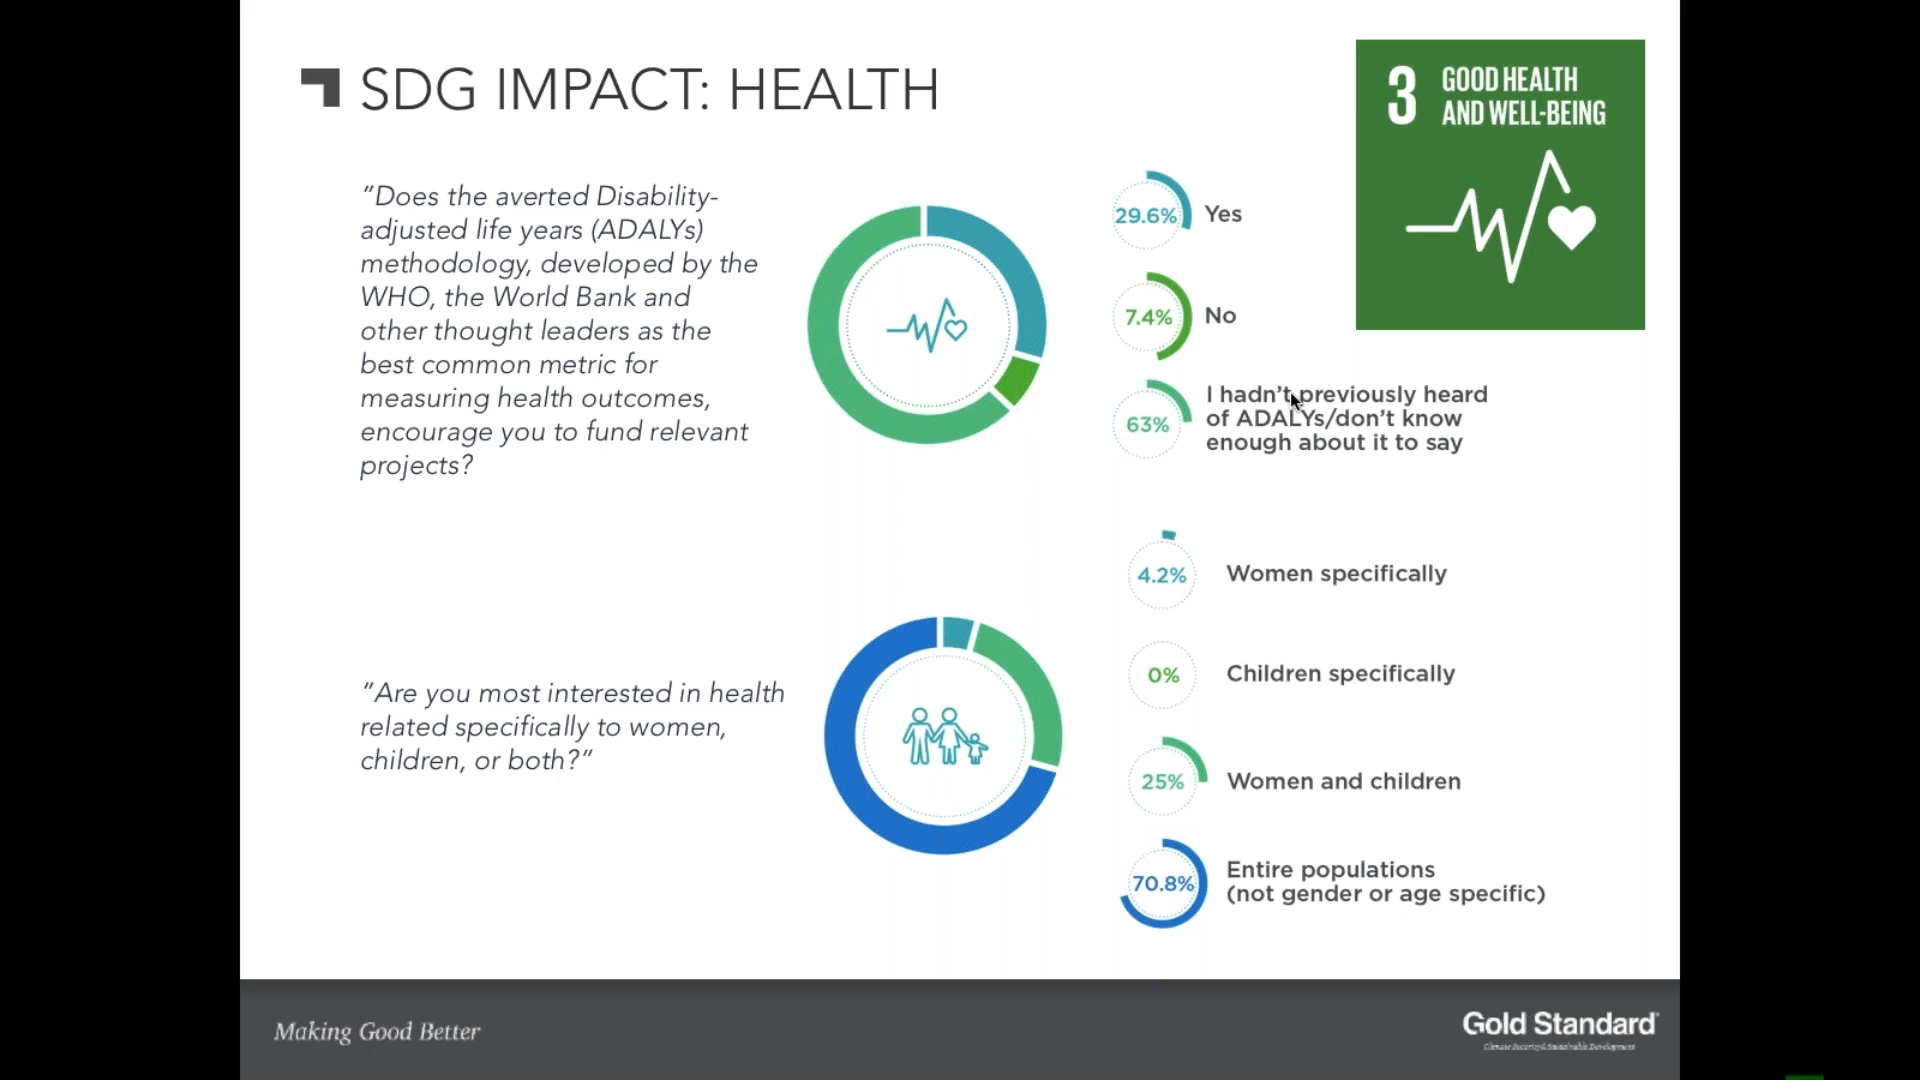 SDG IMPACT: HEALTH
3 GOOD HEALTH
AND WELL-BEING
"Does the averted Disability-
adjusted life years (ADALYs)
methodology, developed by the
WHO, the World Bank and
other thought leaders as the
best common metric for
measuring health outcomes,
encourage you to fund relevant
projects?
29.6% Yes
7.4% No
63% I hadn't previously heard
of ADALYs/don't know
enough about it to say
"Are you most interested in health
related specifically to women,
children, or both?"
4.2% Women specifically
0% Children specifically
25% Women and children
70.8% Entire populations
(not gender or age specific)
Making Good Better
Gold Standard
Climate Security & Sustainable Development